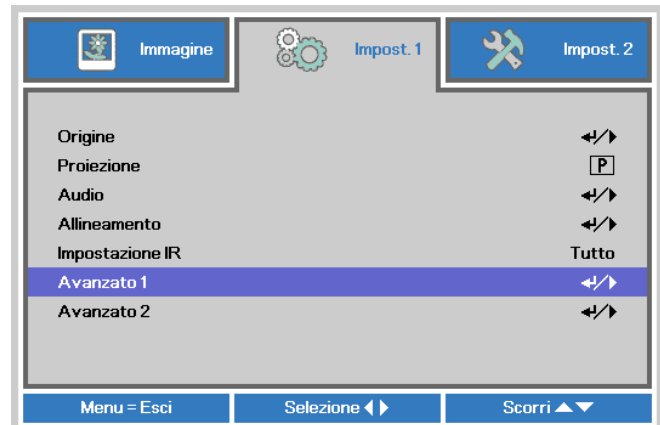 Immagine
Impost. 1
Impost. 2
Origine
Proiezione P
Audio
Allineamento
Impostazione IR Tutto
Avanzato 1
Avanzato 2
Menu = Esci Selezione Scorri